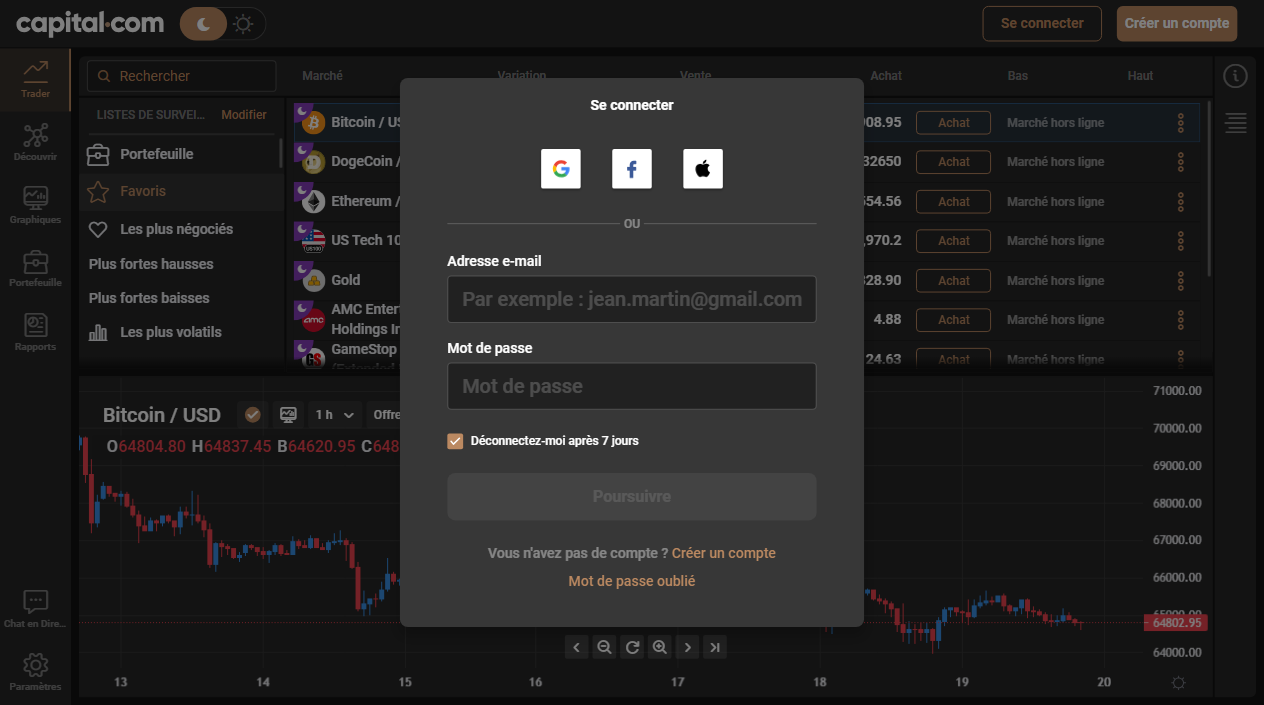 capital.com
Se connecter
Créer un compte
Trader
Découvrir
Graphiques
Portefeuille
Rapports
Chat en Dire...
Paramètres
Rechercher
LISTES DE SURVEI...
Modifier
Portefeuille
Favoris
Les plus négociés
Plus fortes hausses
Plus fortes baisses
Les plus volatils
Marché Variation Vente Achat Bas Haut
Bitcoin / US 08.95 Achat Marché hors ligne
DogeCoin / 32650 Achat Marché hors ligne
Ethereum / 554.56 Achat Marché hors ligne
US Tech 10 ,970.2 Achat Marché hors ligne
Gold 328.90 Achat Marché hors ligne
AMC Enter
Holdings In 4.88 Achat Marché hors ligne
GameStop 24.63 Achat Marché hors ligne
Se connecter
OU
Adresse e-mail
Par exemple : jean.martin@gmail.com
Mot de passe
Mot de passe
Déconnectez-moi après 7 jours
Poursuivre
Vous n'avez pas de compte ? Créer un compte
Mot de passe oublié
Bitcoin / USD 1 h Offre
O64804.80 H64837.45 B64620.95 C648
71000.00
70000.00
69000.00
68000.00
67000.00
66000.00
65000.00
64802.95
64000.00
13 14 15 16 17 18 19 20